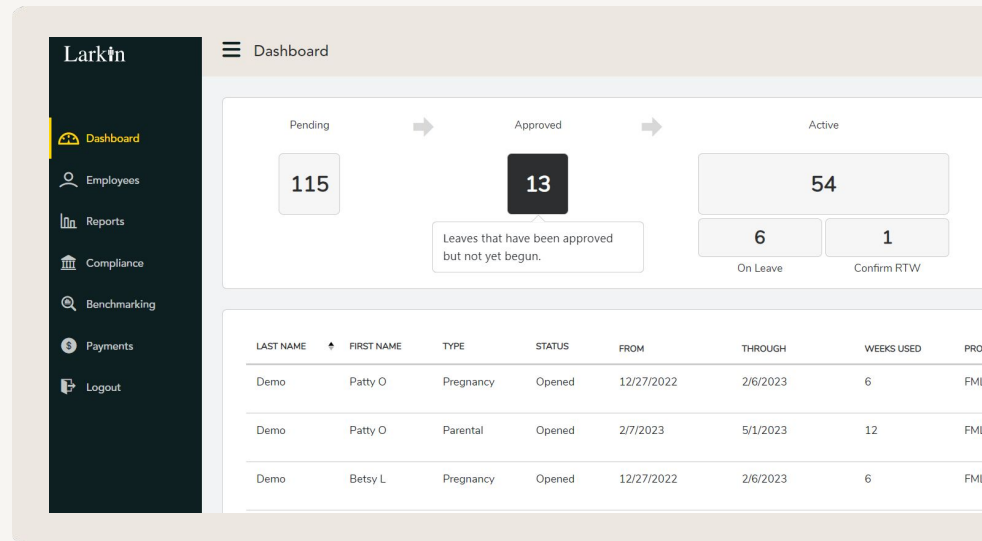 Larkin
Dashboard
Dashboard
Employees
Reports
Compliance
Benchmarking
Payments
Logout
Pending
Approved
Active
115
13
54
Leaves that have been approved
but not yet begun.
6
1
On Leave
Confirm RTW
LAST NAME FIRST NAME TYPE STATUS FROM THROUGH WEEKS USED
Demo Patty O Pregnancy Opened 12/27/2022 2/6/2023 6
Demo Patty O Parental Opened 2/7/2023 5/1/2023 12
Demo Betsy L Pregnancy Opened 12/27/2022 2/6/2023 6